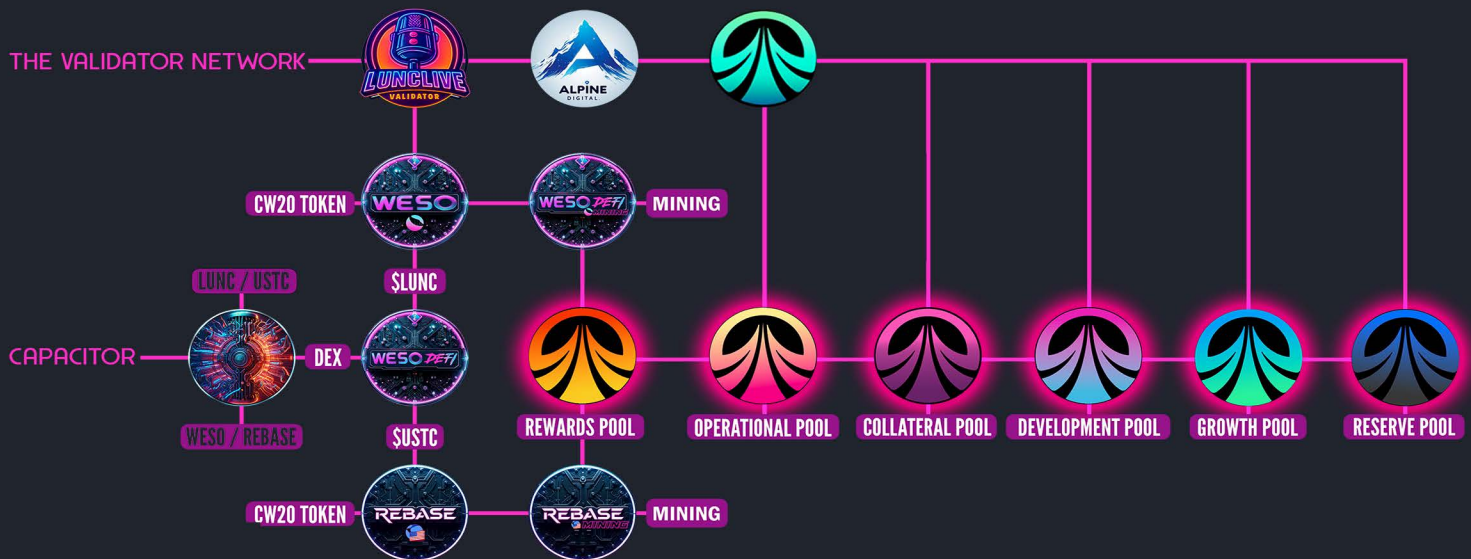 THE VALIDATOR NETWORK
LUNCLIVE
VALIDATOR
ALPINE
DIGITAL
CW20 TOKEN
WESO
WESO DEFI
MINING
MINING
LUNC / USTC
$LUNC
CAPACITOR
DEX
WESO DEFI
WESO / REBASE
$USTC
REWARDS POOL
OPERATIONAL POOL
COLLATERAL POOL
DEVELOPMENT POOL
GROWTH POOL
RESERVE POOL
CW20 TOKEN
REBASE
REBASE
MINING
MINING